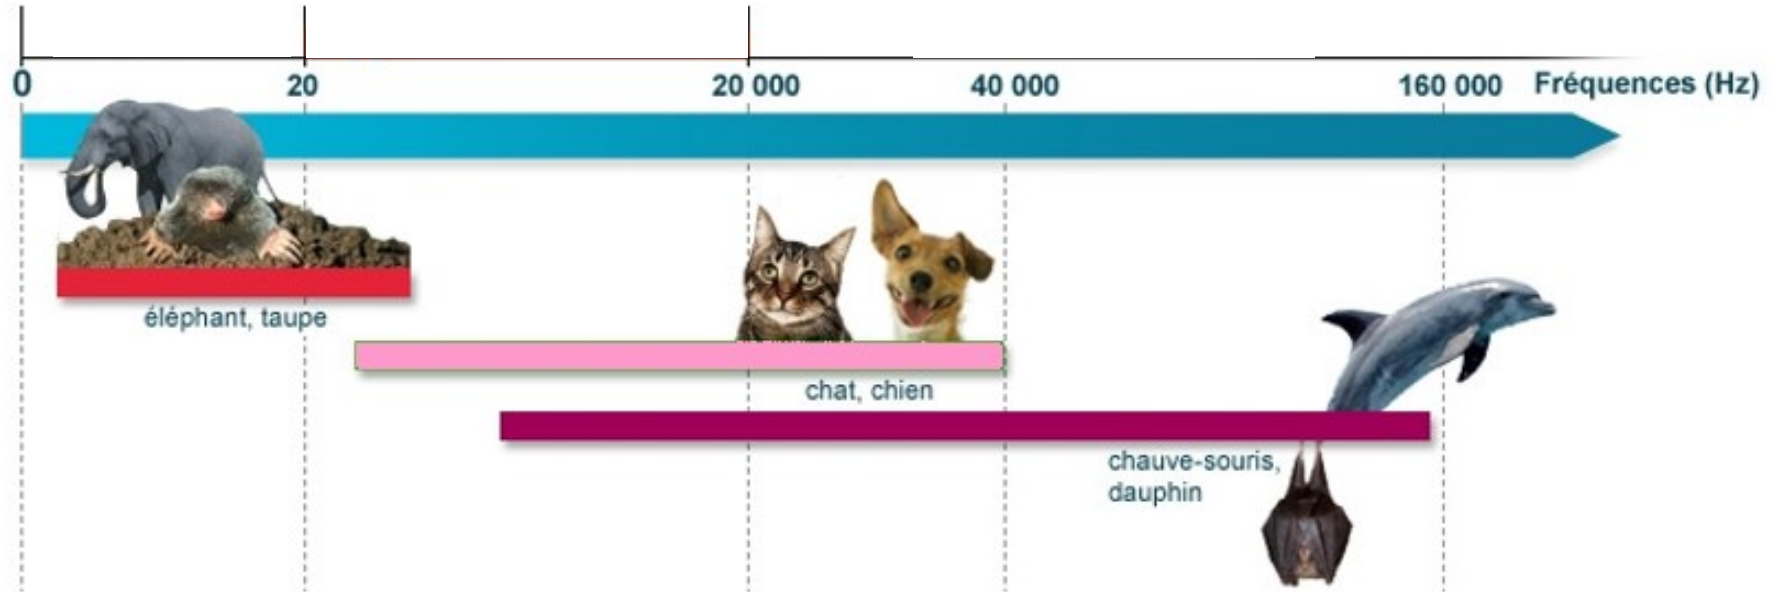 0 20 20 000 40 000 160 000 Fréquences (Hz)
éléphant, taupe
chat, chien
chauve-souris,
dauphin